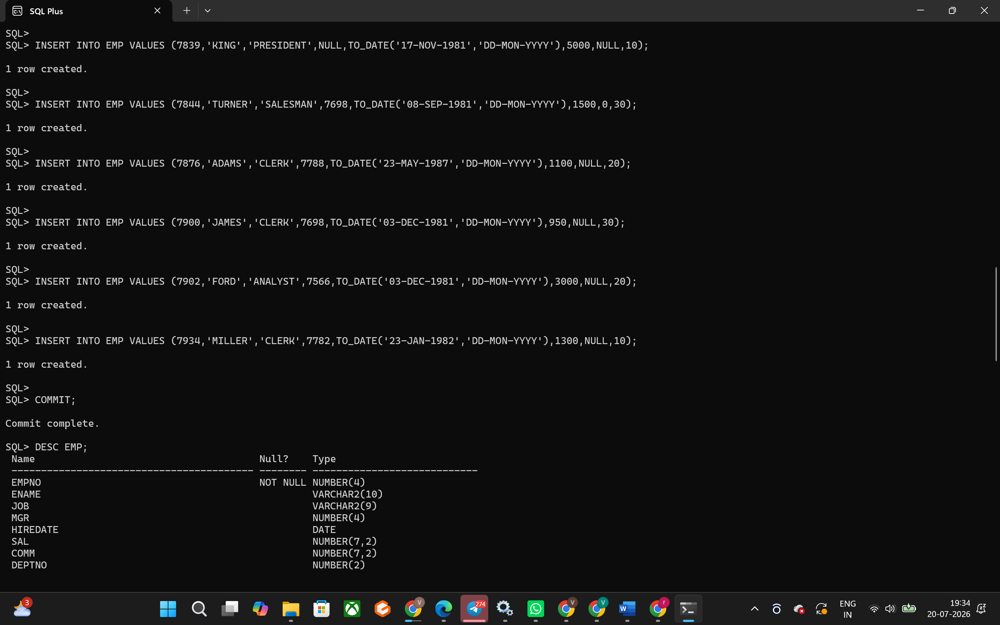 SQL Plus
SQL>
SQL> INSERT INTO EMP VALUES (7839,'KING','PRESIDENT',NULL,TO_DATE('17-NOV-1981','DD-MON-YYYY'),5000,NULL,10);
1 row created.
SQL>
SQL> INSERT INTO EMP VALUES (7844,'TURNER','SALESMAN',7698,TO_DATE('08-SEP-1981','DD-MON-YYYY'),1500,0,30);
1 row created.
SQL>
SQL> INSERT INTO EMP VALUES (7876,'ADAMS','CLERK',7788,TO_DATE('23-MAY-1987','DD-MON-YYYY'),1100,NULL,20);
1 row created.
SQL>
SQL> INSERT INTO EMP VALUES (7900,'JAMES','CLERK',7698,TO_DATE('03-DEC-1981','DD-MON-YYYY'),950,NULL,30);
1 row created.
SQL>
SQL> INSERT INTO EMP VALUES (7902,'FORD','ANALYST',7566,TO_DATE('03-DEC-1981','DD-MON-YYYY'),3000,NULL,20);
1 row created.
SQL>
SQL> INSERT INTO EMP VALUES (7934,'MILLER','CLERK',7782,TO_DATE('23-JAN-1982','DD-MON-YYYY'),1300,NULL,10);
1 row created.
SQL>
SQL> COMMIT;
Commit complete.
SQL> DESC EMP;
Name Null? Type
----------------------------------------- -------- ----------------------------
EMPNO NOT NULL NUMBER(4)
ENAME VARCHAR2(10)
JOB VARCHAR2(9)
MGR NUMBER(4)
HIREDATE DATE
SAL NUMBER(7,2)
COMM NUMBER(7,2)
DEPTNO NUMBER(2)
3
V
274
V
V
W
r
ENG
IN
19:34
20-07-2026